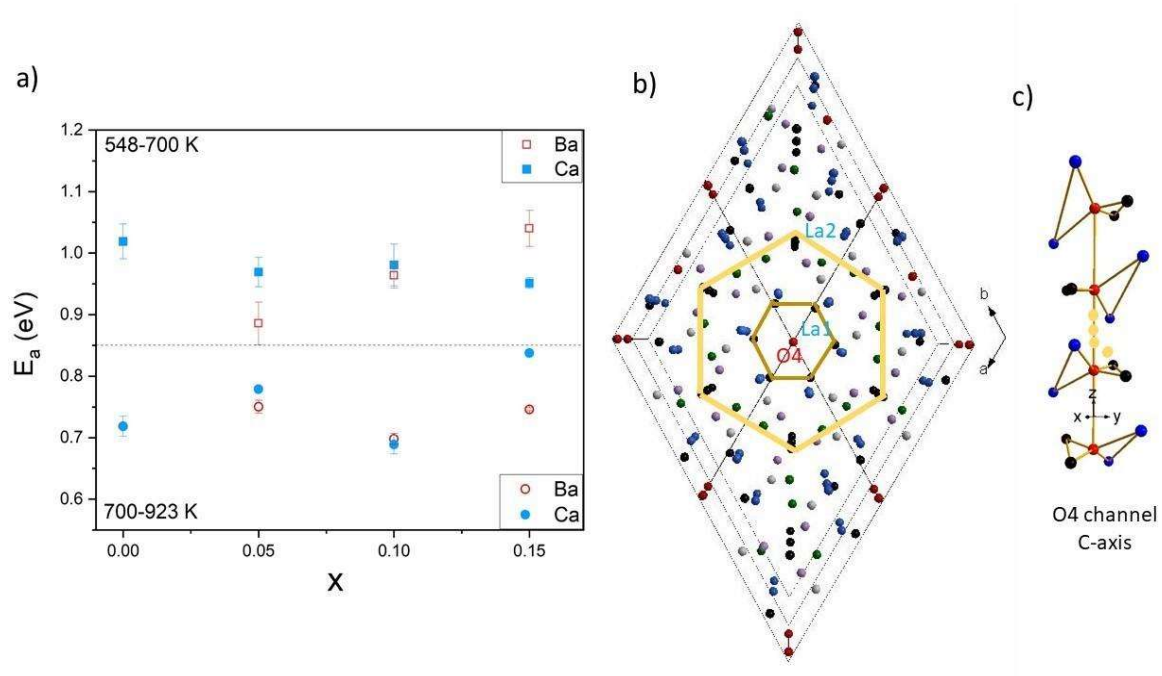 a)
548-700 K
Ba
Ca
1.2
1.1
1.0
0.9
0.8
0.7
0.6
Ea (eV)
700-923 K
Ba
Ca
0.00
0.05
0.10
0.15
X
b)
La2
La1
O4
b
a
c)
z
x
y
O4 channel
C-axis